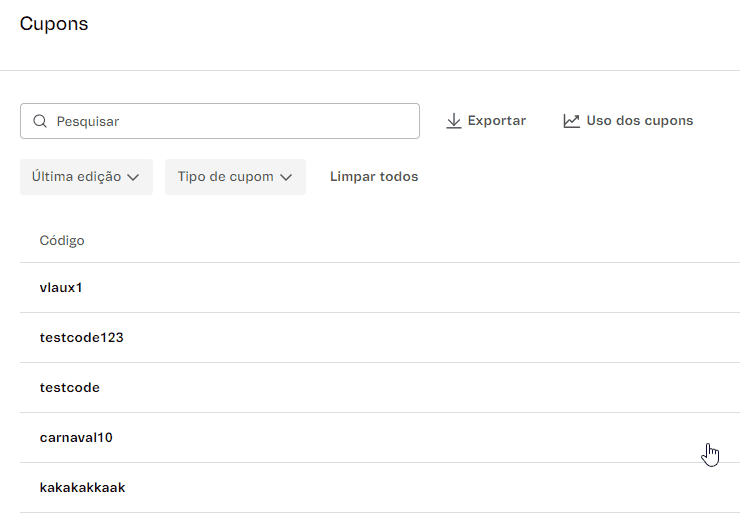 Cupons
Pesquisar
Exportar
Uso dos cupons
Última edição
Tipo de cupom
Limpar todos
Código
vlaux1
testcode123
testcode
carnaval10
kakakakkaak